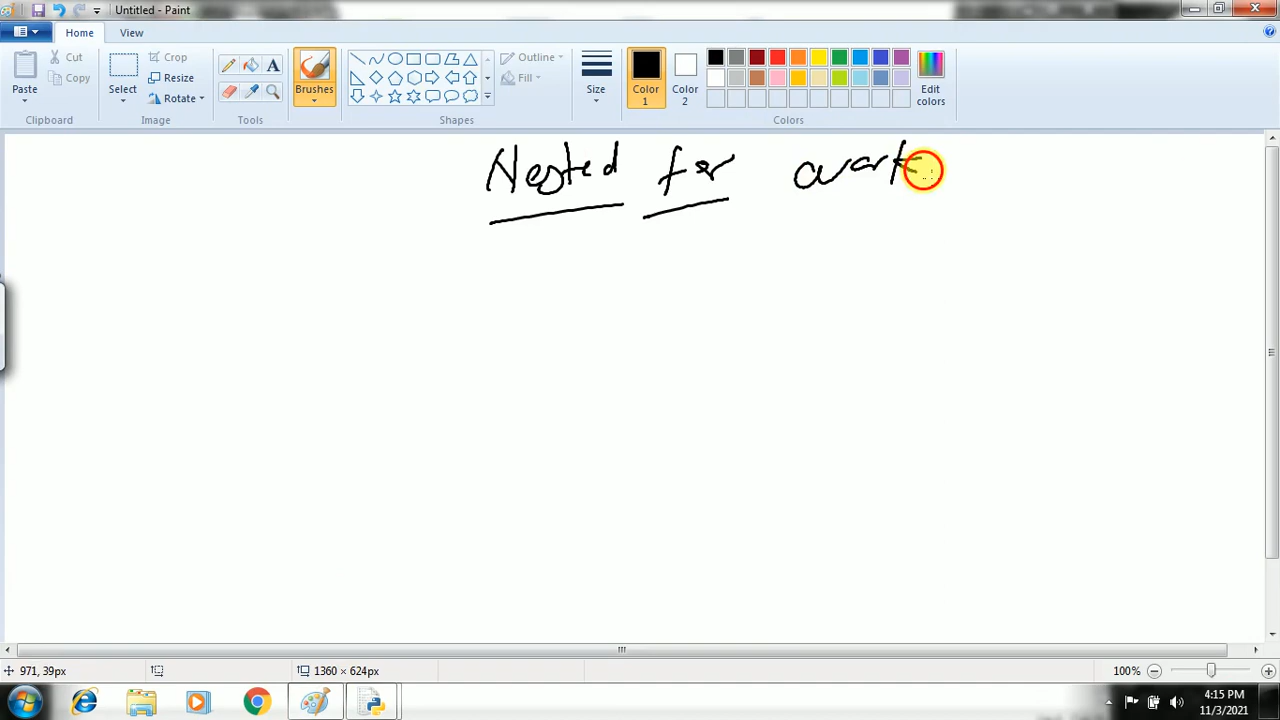 Untitled - Paint
Home View
Paste
Cut
Copy
Clipboard
Select
Crop
Resize
Rotate
Image
Tools
Brushes
Shapes
Outline
Fill
Size
Color 1
Color 2
Edit colors
Colors
Nested for
971, 39px
1360 × 624px
100%
4:15 PM
11/3/2021